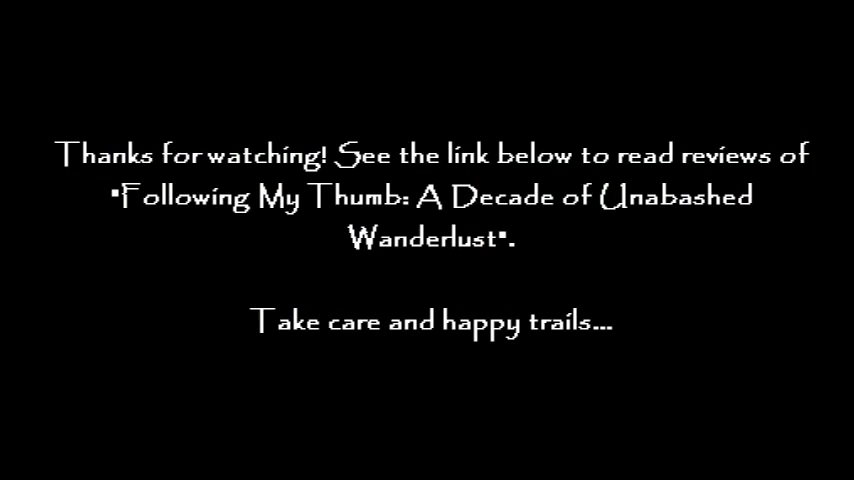 Thanks for watching! See the link below to read reviews of
"Following My Thumb: A Decade of Unabashed
Wanderlust".
Take care and happy trails...